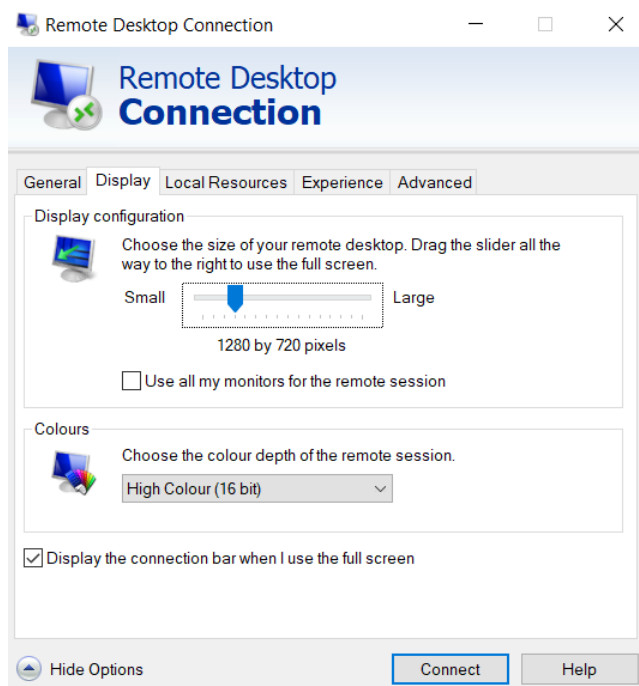 Remote Desktop Connection
Remote Desktop
Connection
General Display Local Resources Experience Advanced
Display configuration
Choose the size of your remote desktop. Drag the slider all the
way to the right to use the full screen.
Small Large
1280 by 720 pixels
Use all my monitors for the remote session
Colours
Choose the colour depth of the remote session.
High Colour (16 bit)
Display the connection bar when I use the full screen
Hide Options Connect Help